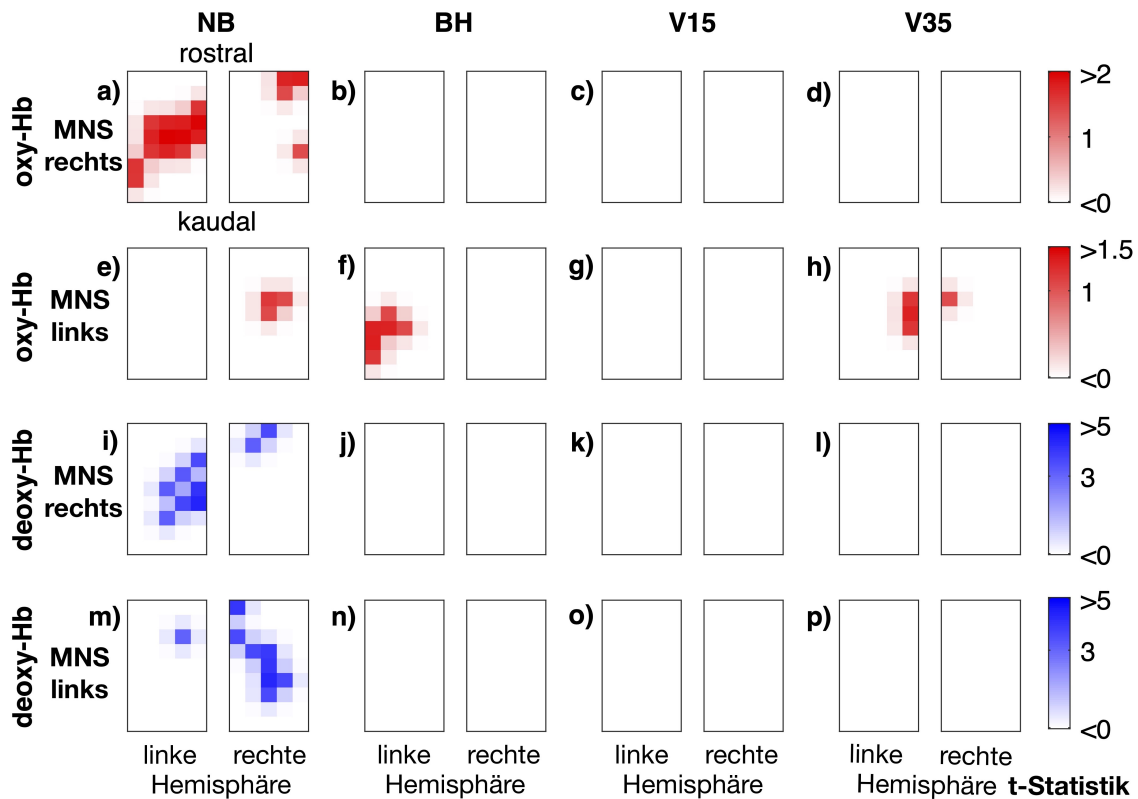 NB BH V15 V35
rostral
oxy-Hb
MNS
rechts
a) b) c) d)
>2
1
<0
kaudal
oxy-Hb
MNS
links
e) f) g) h)
>1.5
1
<0
deoxy-Hb
MNS
rechts
i) j) k) l)
>5
3
<0
deoxy-Hb
MNS
links
m) n) o) p)
>5
3
<0
linke rechte linke rechte linke rechte linke rechte
Hemisphäre Hemisphäre Hemisphäre Hemisphäre t-Statistik